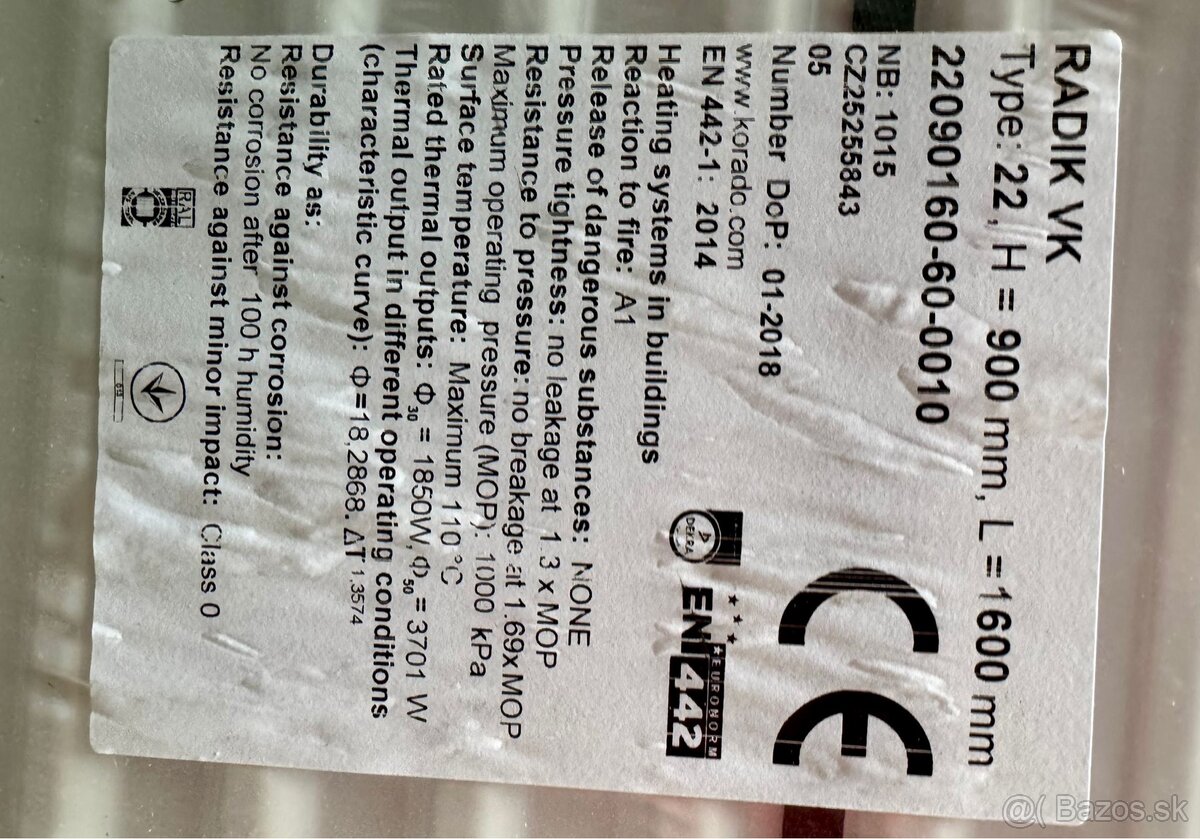 RADIK VK
Type: 22, H = 900 mm, L = 1600 mm
22090160-60-0010
NB: 1015
CZ25255843
05
Number DoP: 01-2018
www.korado.com
EN 442-1: 2014
Heating systems in buildings
Reaction to fire: A1
Release of dangerous substances: NONE
Pressure tightness: no leakage at 1.3 x MOP
Resistance to pressure: no breakage at 1.69xMOP
Maximum operating pressure (MOP): 1000 kPa
Surface temperature: Maximum 110 °C
Rated thermal outputs: Φ30 = 1850W, Φ50 = 3701 W
Thermal output in different operating conditions
(characteristic curve): Φ=18,2868. ΔT 1,3574
Durability as:
Resistance against corrosion:
No corrosion after 100 h humidity
Resistance against minor impact: Class 0
CE
DEKRA
EURONORM
EN 442
RAL
@( Bazos.sk